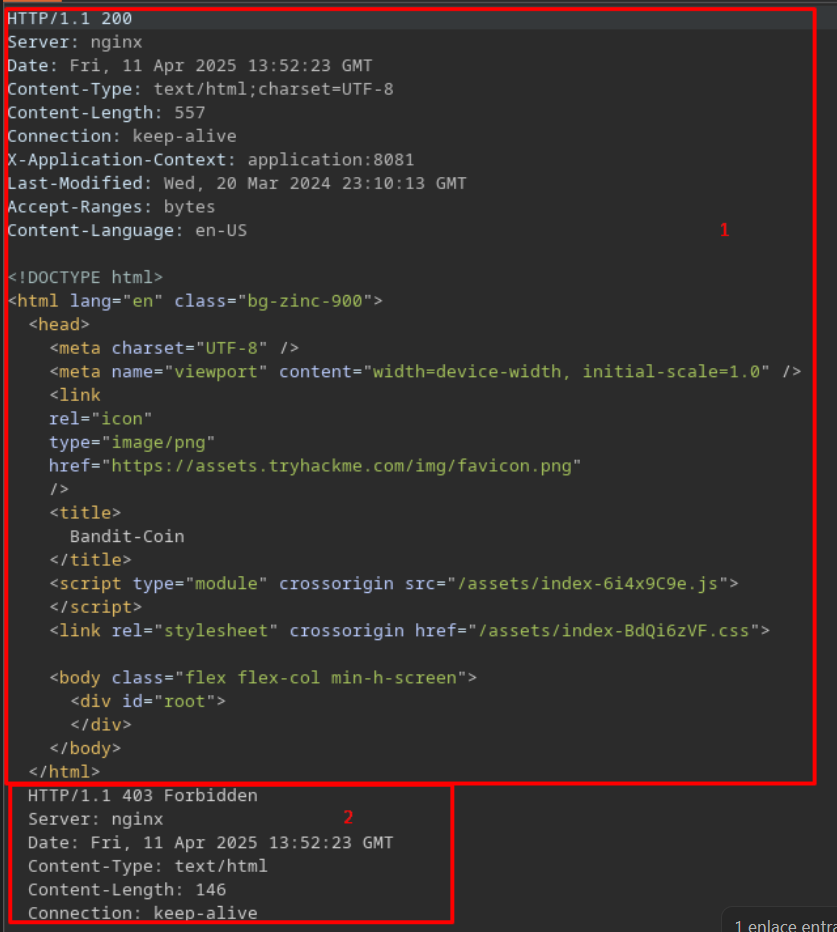 HTTP/1.1 200
Server: nginx
Date: Fri, 11 Apr 2025 13:52:23 GMT
Content-Type: text/html;charset=UTF-8
Content-Length: 557
Connection: keep-alive
X-Application-Context: application:8081
Last-Modified: Wed, 20 Mar 2024 23:10:13 GMT
Accept-Ranges: bytes
Content-Language: en-US
1
<!DOCTYPE html>
<html lang="en" class="bg-zinc-900">
<head>
<meta charset="UTF-8" />
<meta name="viewport" content="width=device-width, initial-scale=1.0" />
<link
rel="icon"
type="image/png"
href="https://assets.tryhackme.com/img/favicon.png"
/>
<title>
Bandit-Coin
</title>
<script type="module" crossorigin src="/assets/index-6i4x9C9e.js">
</script>
<link rel="stylesheet" crossorigin href="/assets/index-BdQi6zVF.css">
<body class="flex flex-col min-h-screen">
<div id="root">
</div>
</body>
</html>
HTTP/1.1 403 Forbidden
Server: nginx
2
Date: Fri, 11 Apr 2025 13:52:23 GMT
Content-Type: text/html
Content-Length: 146
Connection: keep-alive
1 enlace entra